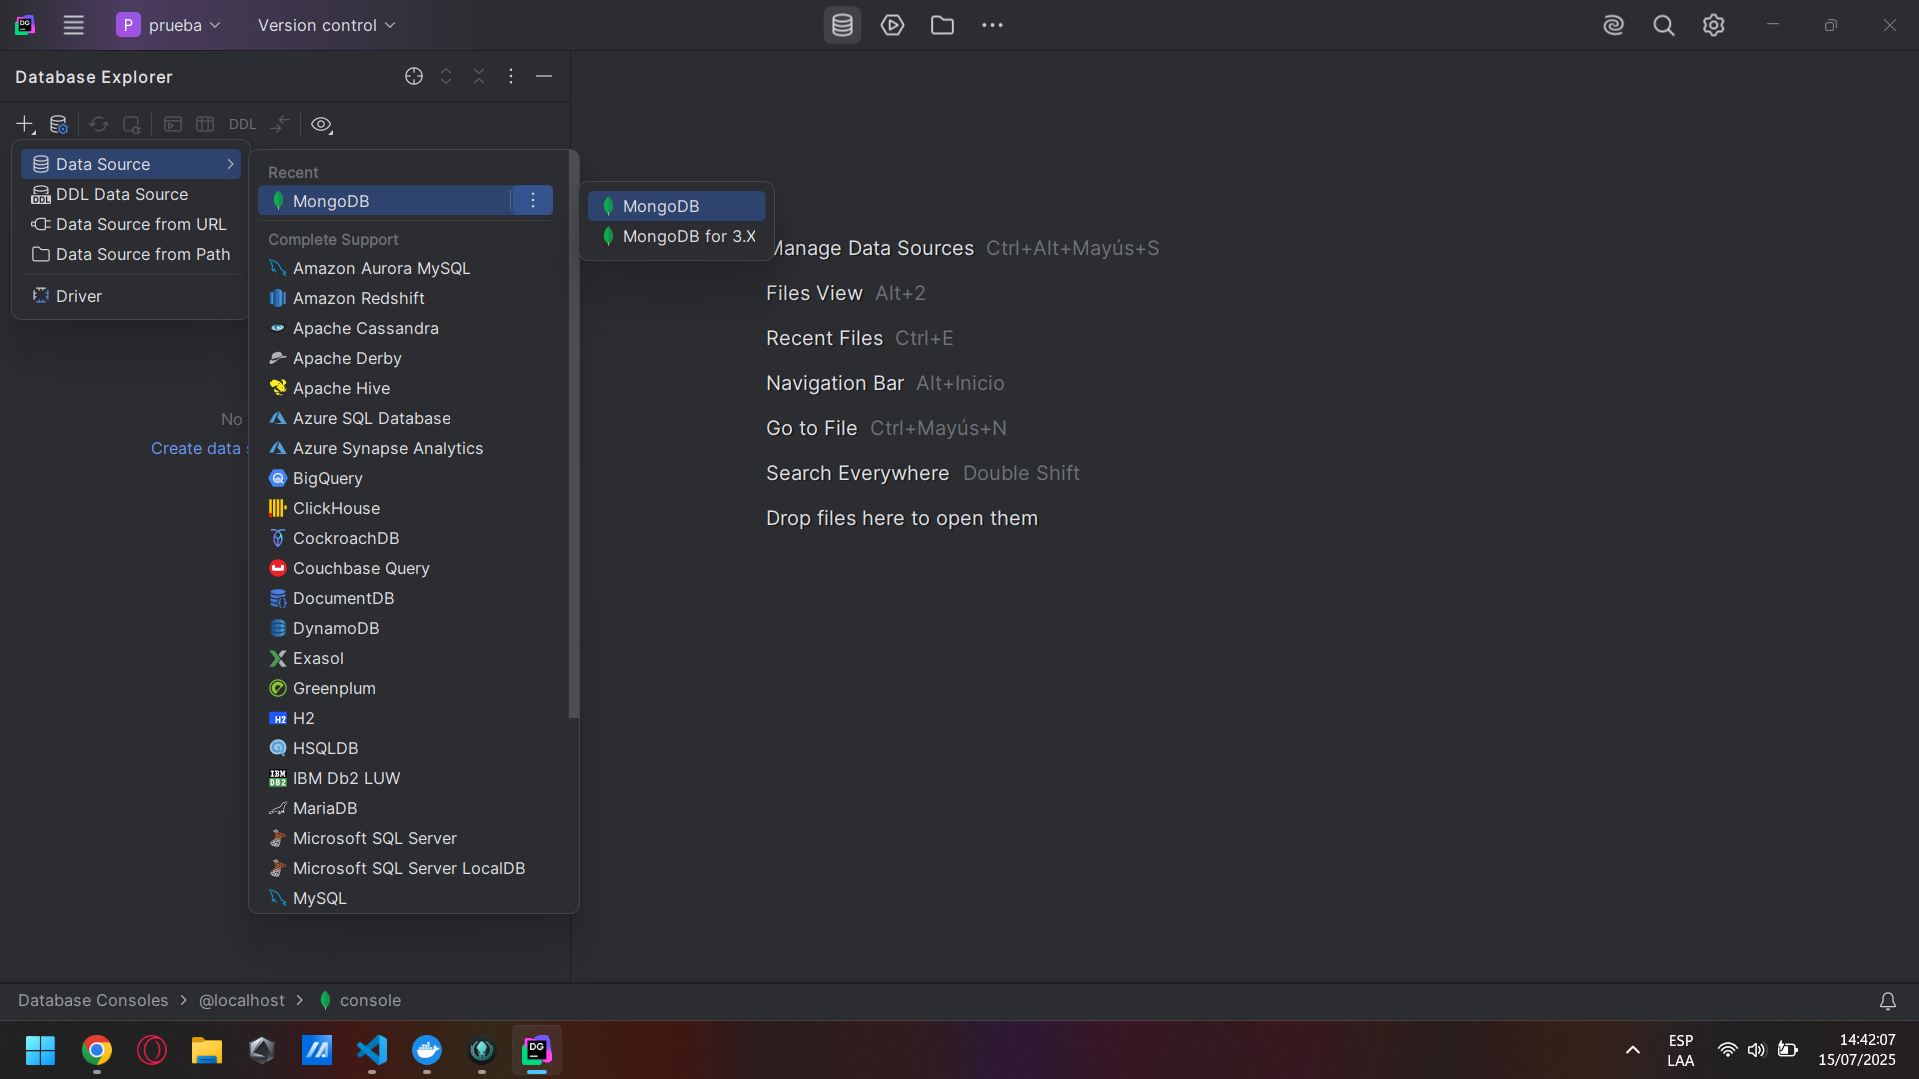 P prueba
Version control
Database Explorer
DDL
Data Source
DDL DDL Data Source
Data Source from URL
Data Source from Path
Driver
No
Create data s
Recent
MongoDB
Complete Support
Amazon Aurora MySQL
Amazon Redshift
Apache Cassandra
Apache Derby
Apache Hive
Azure SQL Database
Azure Synapse Analytics
BigQuery
ClickHouse
CockroachDB
Couchbase Query
DocumentDB
DynamoDB
Exasol
Greenplum
H2 H2
HSQLDB
IBM DB2 IBM Db2 LUW
MariaDB
Microsoft SQL Server
Microsoft SQL Server LocalDB
MySQL
MongoDB
MongoDB for 3.X
Manage Data Sources Ctrl+Alt+Mayús+S
Files View Alt+2
Recent Files Ctrl+E
Navigation Bar Alt+Inicio
Go to File Ctrl+Mayús+N
Search Everywhere Double Shift
Drop files here to open them
Database Consoles > @localhost > console
DG
ESP
LAA
14:42:07
15/07/2025